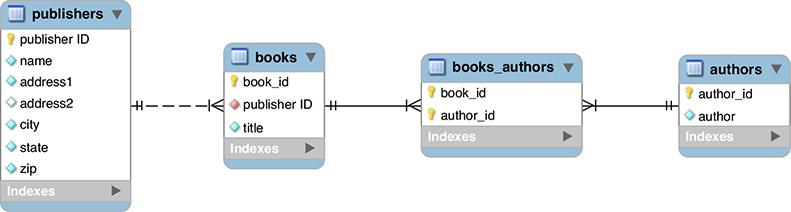 publishers
publisher ID
name
address1
address2
city
state
zip
Indexes
books
book_id
publisher ID
title
Indexes
books_authors
book_id
author_id
Indexes
authors
author_id
author
Indexes